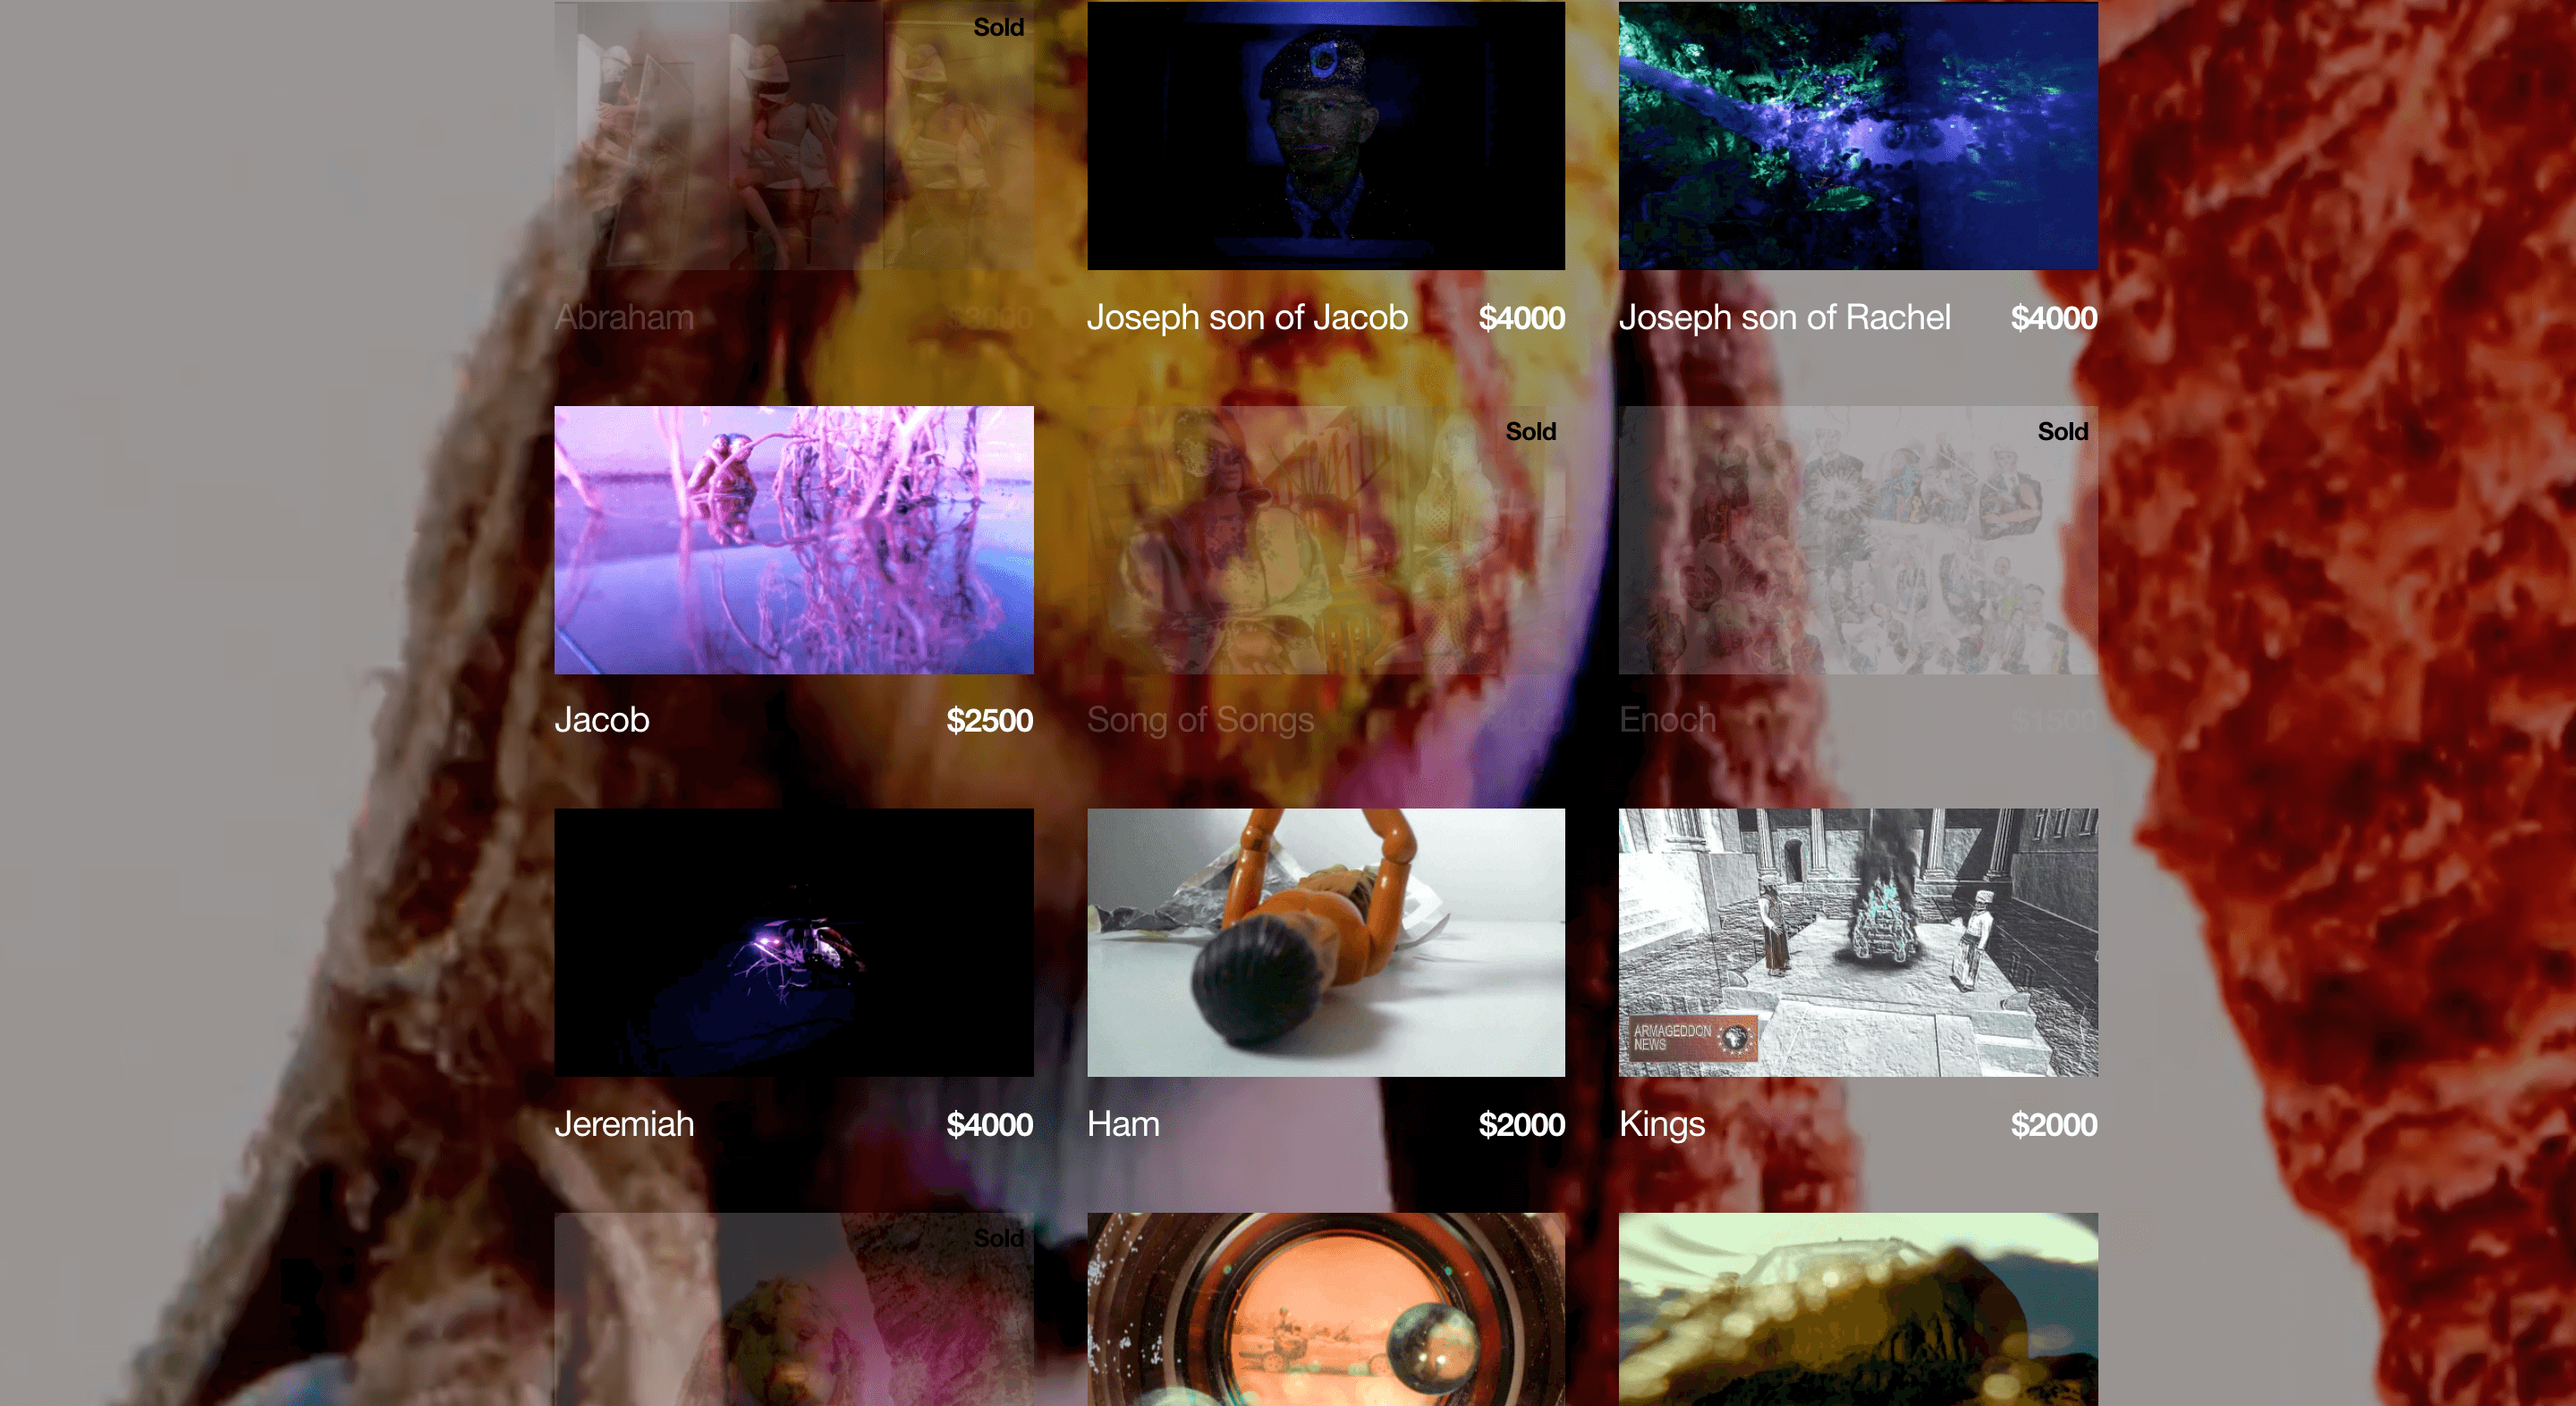 Sold
Abraham $3000
Joseph son of Jacob $4000
Joseph son of Rachel $4000
Sold
Sold
Jacob $2500
Song of Songs
Enoch $1500
ARMAGEDDON
NEWS
Jeremiah $4000
Ham $2000
Kings $2000
Sold